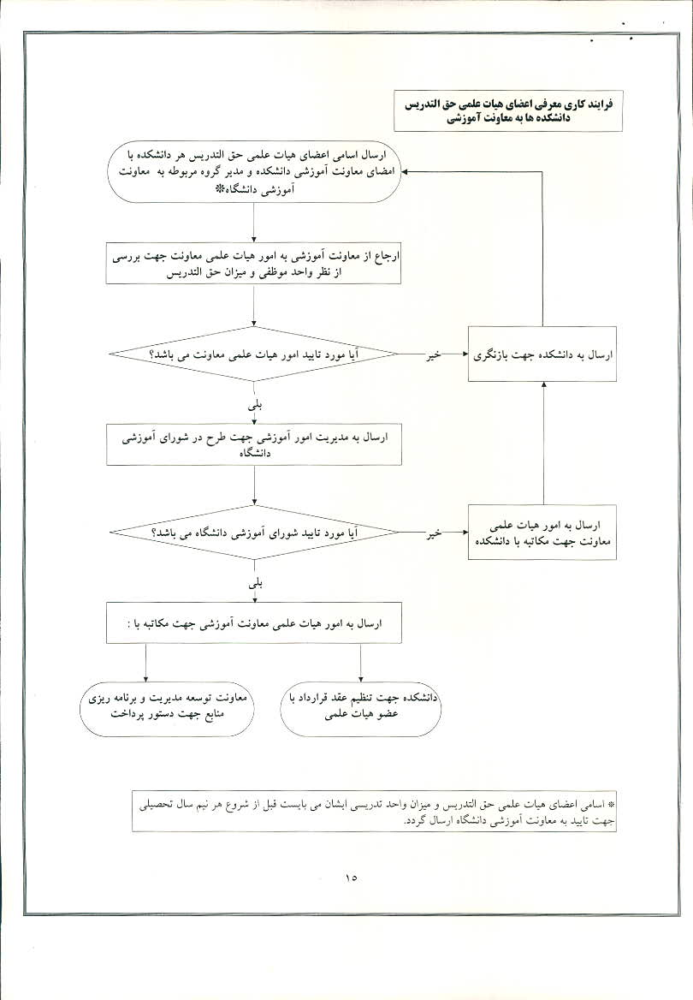 فرایند کاری معرفی اعضای هیات علمی حق التدریس
دانشکده ها به معاونت آموزشی
ارسال اسامی اعضای هیات علمی حق التدریس هر دانشکده با
امضای معاونت آموزشی دانشکده و مدیر گروه مربوطه به معاونت
آموزشی دانشگاه*
ارجاع از معاونت آموزشی به امور هیات علمی معاونت جهت بررسی
از نظر واحد موظفی و میزان حق التدریس
آیا مورد تایید امور هیات علمی معاونت می باشد؟
خیر
ارسال به دانشکده جهت بازنگری
بلی
ارسال به مدیریت امور آموزشی جهت طرح در شورای آموزشی
دانشگاه
آیا مورد تایید شورای آموزشی دانشگاه می باشد؟
خیر
ارسال به امور هیات علمی
معاونت جهت مکاتبه با دانشکده
بلی
ارسال به امور هیات علمی معاونت آموزشی جهت مکاتبه با :
دانشکده جهت تنظیم عقد قرارداد با
عضو هیات علمی
معاونت توسعه مدیریت و برنامه ریزی
منابع جهت دستور پرداخت
* اسامی اعضای هیات علمی حق التدریس و میزان واحد تدریسی ایشان می بایست قبل از شروع هر نیم سال تحصیلی
جهت تایید به معاونت آموزشی دانشگاه ارسال گردد.
۱۵